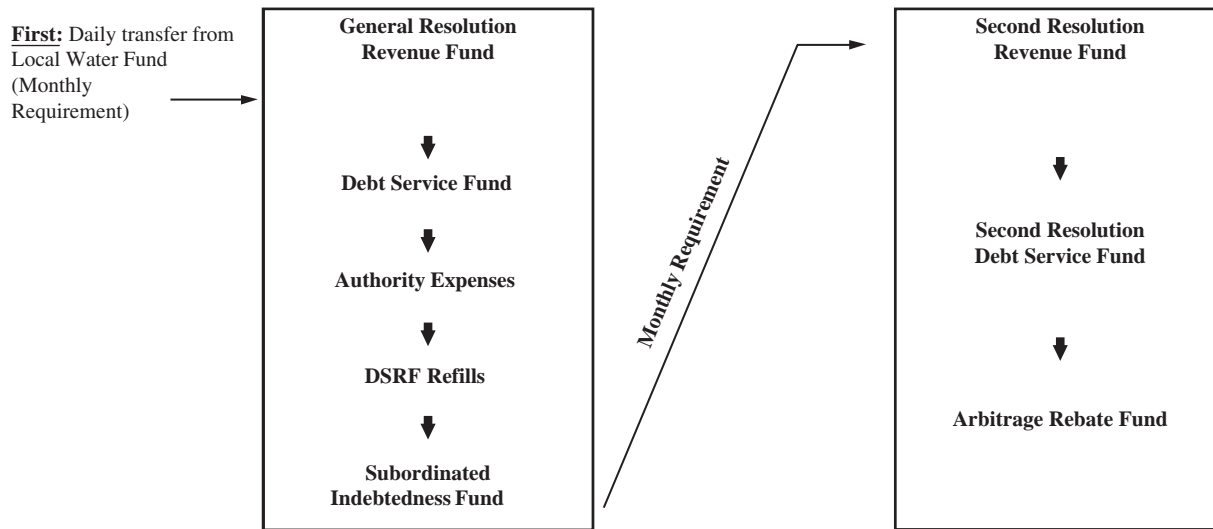 First: Daily transfer from
Local Water Fund
(Monthly
Requirement)
General Resolution
Revenue Fund
Debt Service Fund
Authority Expenses
DSRF Refills
Subordinated
Indebtedness Fund
Monthly Requirement
Second Resolution
Revenue Fund
Second Resolution
Debt Service Fund
Arbitrage Rebate Fund